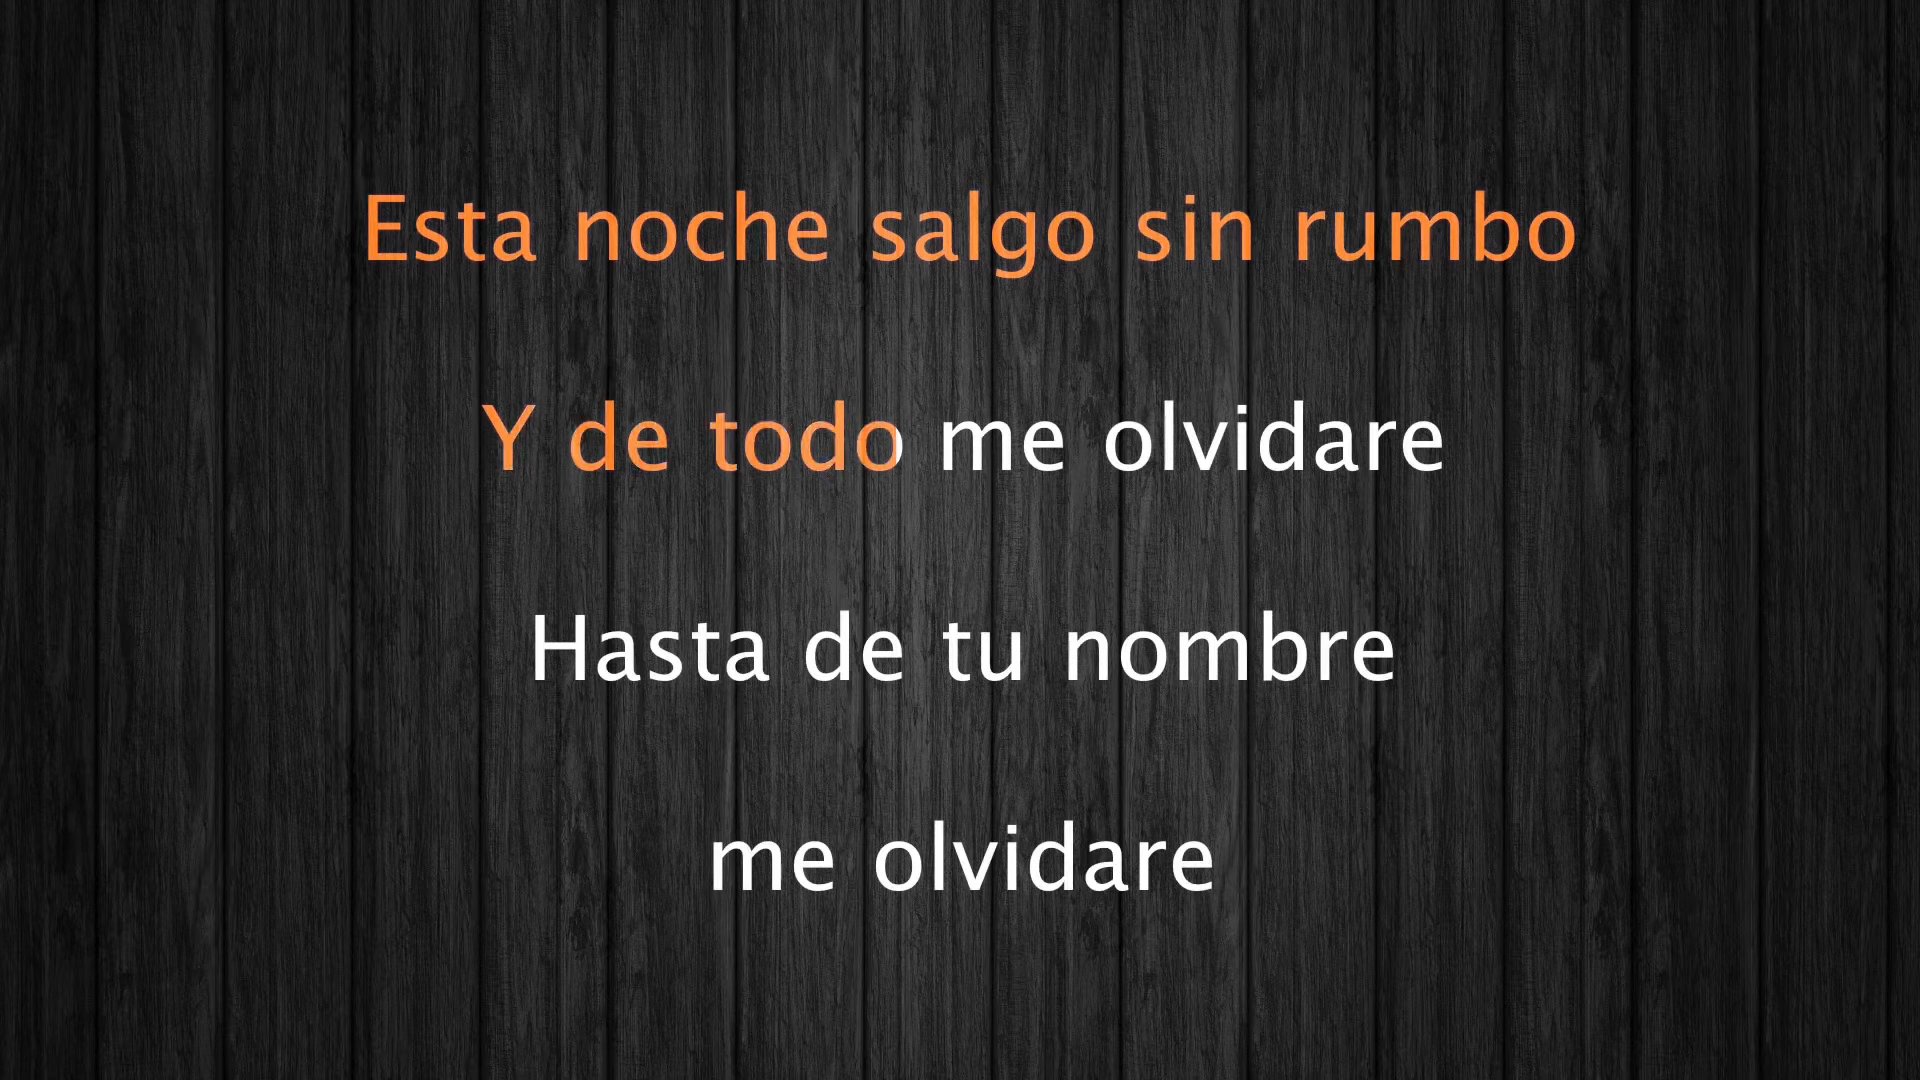 Esta noche salgo sin rumbo
Y de todo me olvidare
Hasta de tu nombre
me olvidare